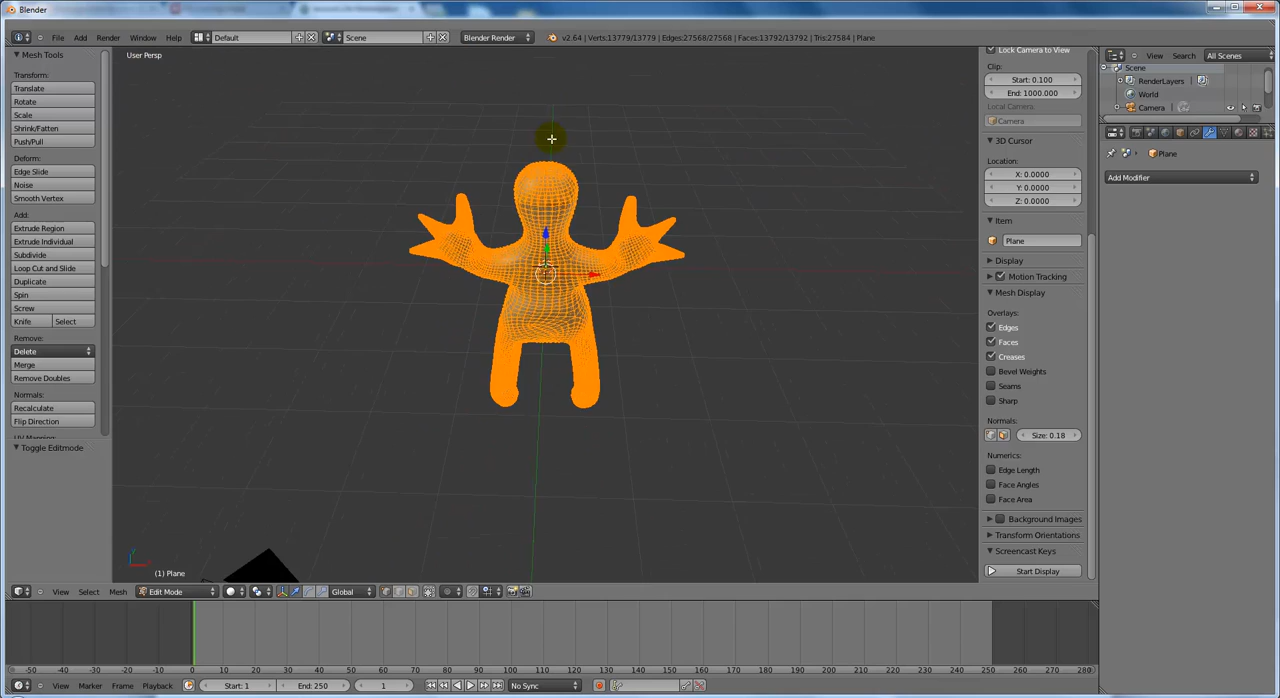 Blender
File Add Render Window Help Default Scene Blender Render v2.64 | Verts:13779/13779 | Edges:27568/27568 | Faces:13792/13792 | Tris:27584 | Plane
Mesh Tools
Transform:
Translate
Rotate
Scale
Shrink/Fatten
Push/Pull
Deform:
Edge Slide
Noise
Smooth Vertex
Add:
Extrude Region
Extrude Individual
Subdivide
Loop Cut and Slide
Duplicate
Spin
Screw
Knife Select
Remove:
Delete
Merge
Remove Doubles
Normals:
Recalculate
Flip Direction
UV Mapping:
Toggle Editmode
User Persp
(1) Plane
Lock Camera to View
Clip:
Start: 0.100
End: 1000.000
Local Camera:
Camera
3D Cursor
Location:
X: 0.0000
Y: 0.0000
Z: 0.0000
Item
Plane
Display
Motion Tracking
Mesh Display
Overlays:
Edges
Faces
Creases
Bevel Weights
Seams
Sharp
Normals:
Size: 0.18
Numerics:
Edge Length
Face Angles
Face Area
Background Images
Transform Orientations
Screencast Keys
Start Display
View Search All Scenes
Scene
RenderLayers
World
Camera
Plane
Add Modifier
View Select Mesh Edit Mode Global
-50 -40 -30 -20 -10 0 10 20 30 40 50 60 70 80 90 100 110 120 130 140 150 160 170 180 190 200 210 220 230 240 250 260 270 280
View Marker Frame Playback Start: 1 End: 250 1 No Sync